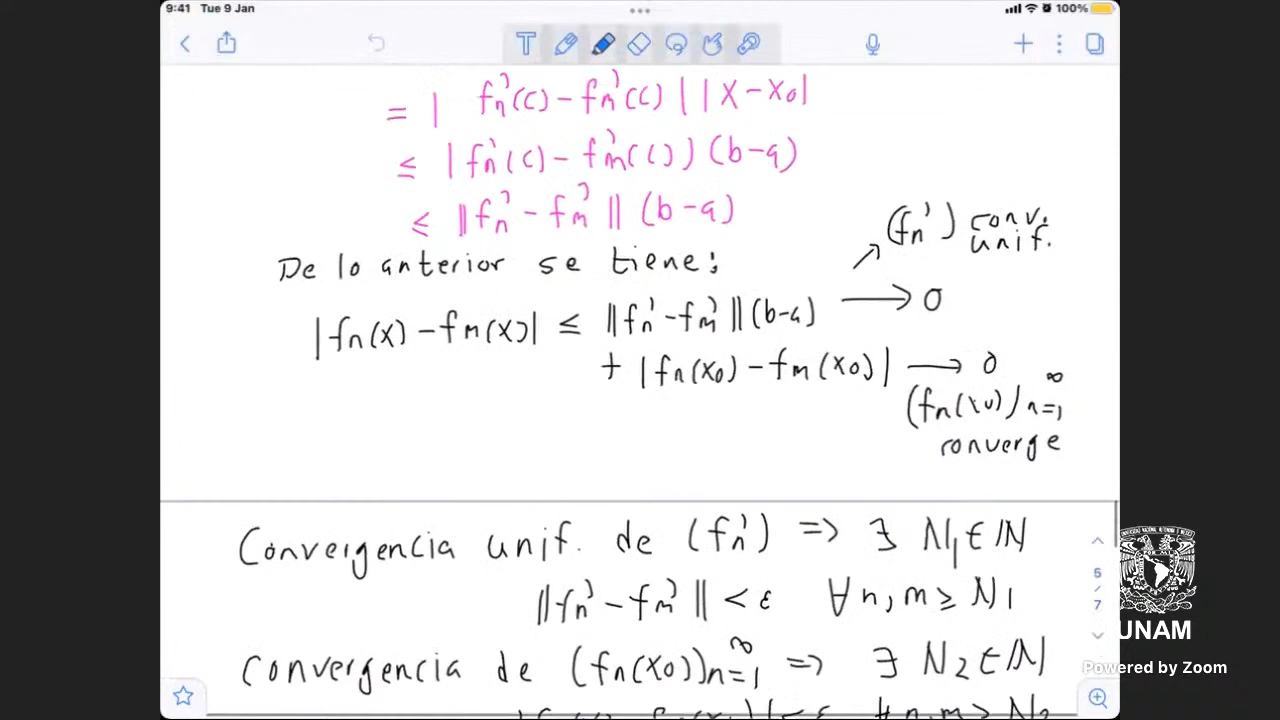 9:41 Tue 9 Jan
100%
= | fn'(c) - fm'(c) | | x - x0 |
≤ | fn'(c) - fm'(c) ) (b-a)
≤ || fn' - fm' || (b-a)
(fn') conv.
unif.
De lo anterior se tiene:
|fn(x) - fm(x)| ≤ ||fn' - fm'|| (b-a) → 0
+ |fn(x0) - fm(x0)| → 0
(fn(x0))n=1 ∞
converge
Convergencia unif. de (fn') => ∃ N1 ∈ ℕ
||fn' - fm'|| < ε ∀ n, m ≥ N1
Convergencia de (fn(x0))n=1 ∞ => ∃ N2 ∈ ℕ
5
/
7
UNAM
Powered by Zoom